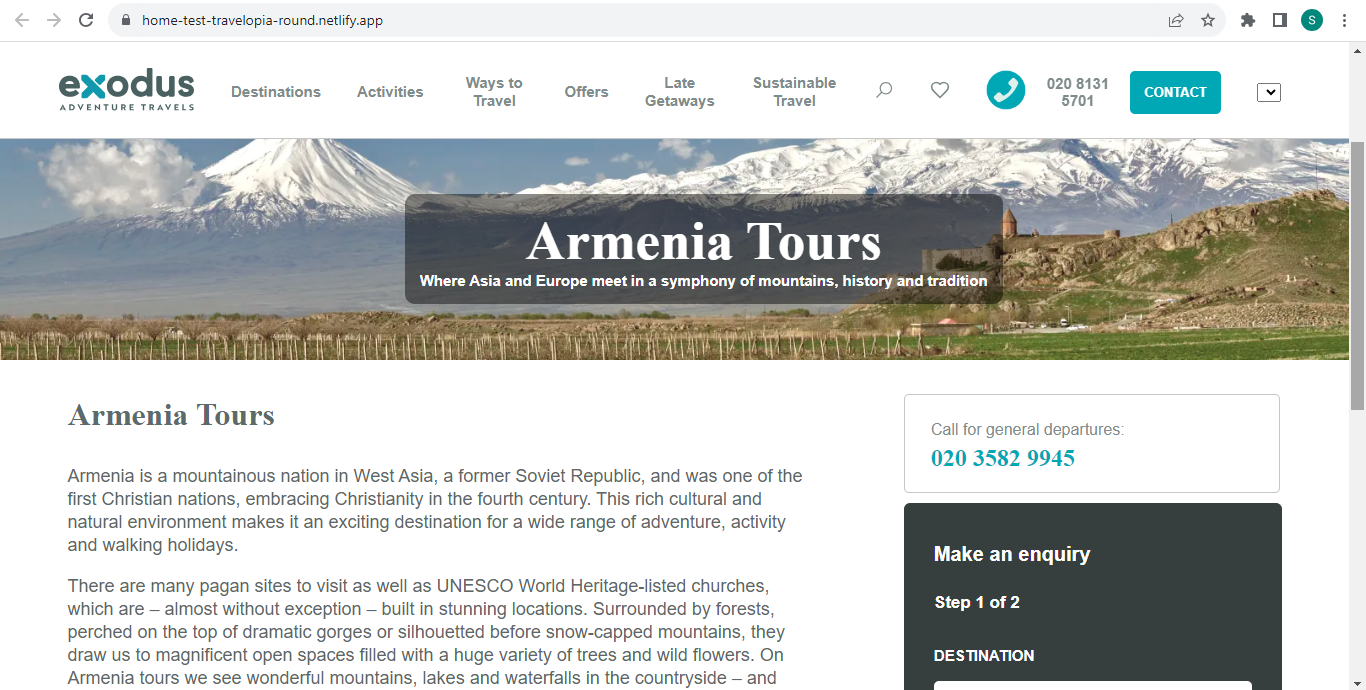 home-test-travelopia-round.netlify.app
S
exodus
ADVENTURE TRAVELS
Destinations
Activities
Ways to
Travel
Offers
Late
Getaways
Sustainable
Travel
020 8131
5701
CONTACT
Armenia Tours
Where Asia and Europe meet in a symphony of mountains, history and tradition
Armenia Tours
Armenia is a mountainous nation in West Asia, a former Soviet Republic, and was one of the
first Christian nations, embracing Christianity in the fourth century. This rich cultural and
natural environment makes it an exciting destination for a wide range of adventure, activity
and walking holidays.
There are many pagan sites to visit as well as UNESCO World Heritage-listed churches,
which are – almost without exception – built in stunning locations. Surrounded by forests,
perched on the top of dramatic gorges or silhouetted before snow-capped mountains, they
draw us to magnificent open spaces filled with a huge variety of trees and wild flowers. On
Armenia tours we see wonderful mountains, lakes and waterfalls in the countryside – and
Call for general departures:
020 3582 9945
Make an enquiry
Step 1 of 2
DESTINATION